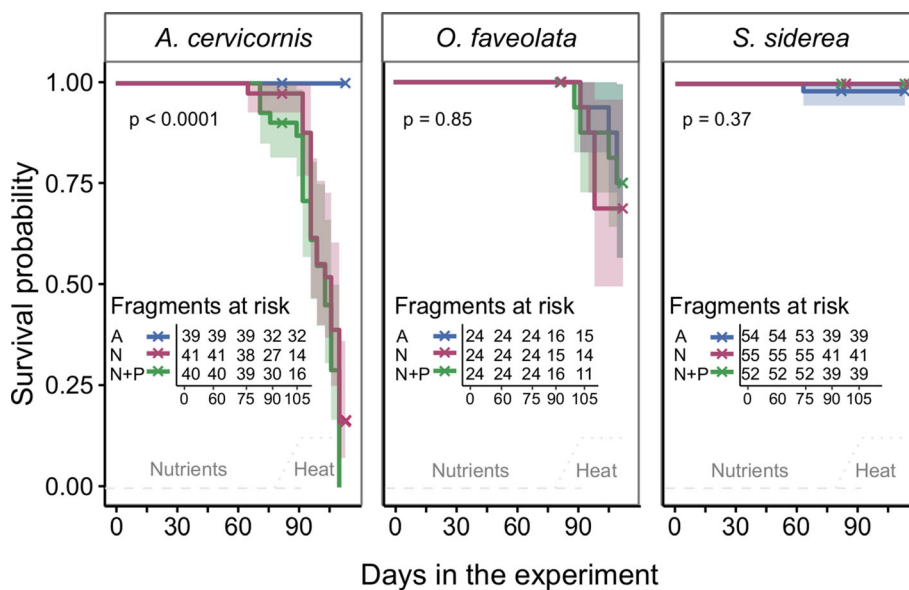 A. cervicornis
O. faveolata
S. siderea
Survival probability
1.00
0.75
0.50
0.25
0.00
p < 0.0001
Fragments at risk
A 39 39 39 32 32
N 41 41 38 27 14
N+P 40 40 39 30 16
0 60 75 90 105
Nutrients Heat
0 30 60 90
p = 0.85
Fragments at risk
A 24 24 24 16 15
N 24 24 24 15 14
N+P 24 24 24 16 11
0 60 75 90 105
Nutrients Heat
0 30 60 90
p = 0.37
Fragments at risk
A 54 54 53 39 39
N 55 55 55 41 41
N+P 52 52 52 39 39
0 60 75 90 105
Nutrients Heat
0 30 60 90
Days in the experiment